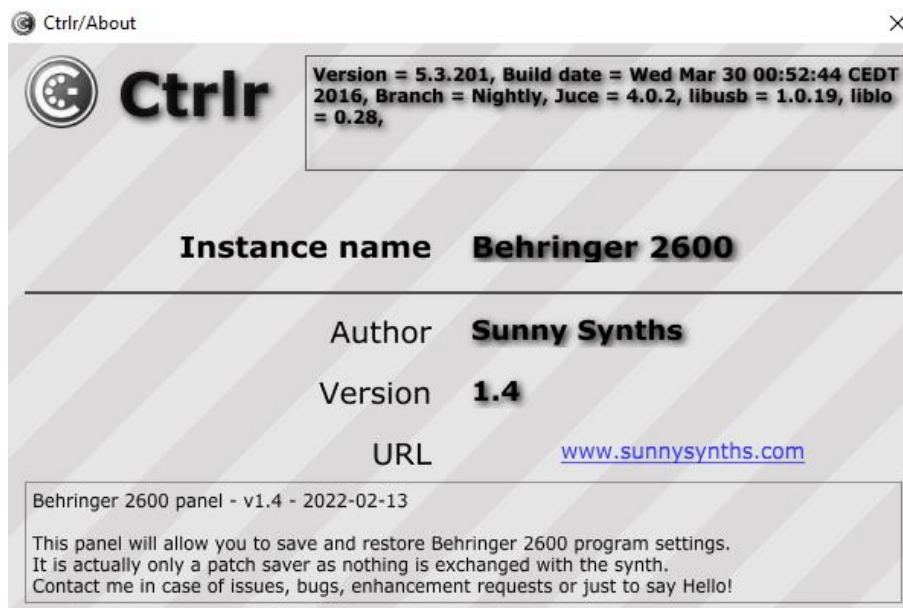 Ctrlr/About
Ctrlr
Version = 5.3.201, Build date = Wed Mar 30 00:52:44 CEDT
2016, Branch = Nightly, Juce = 4.0.2, libusb = 1.0.19, liblo
= 0.28,
Instance name Behringer 2600
Author Sunny Synths
Version 1.4
URL www.sunnysynths.com
Behringer 2600 panel - v1.4 - 2022-02-13
This panel will allow you to save and restore Behringer 2600 program settings.
It is actually only a patch saver as nothing is exchanged with the synth.
Contact me in case of issues, bugs, enhancement requests or just to say Hello!